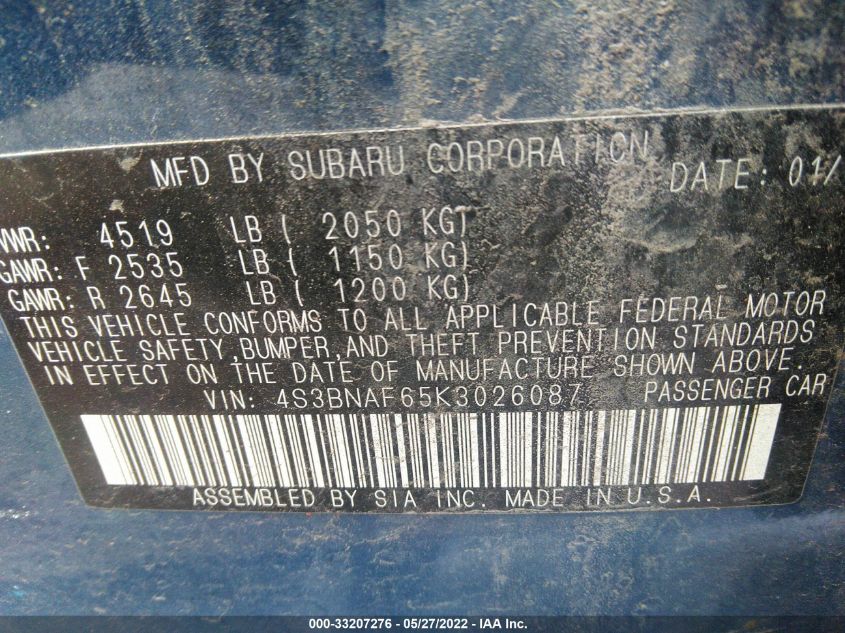 MFD BY SUBARU CORPORATION DATE: 01/
VWR: 4519 LB ( 2050 KG)
GAWR: F 2535 LB ( 1150 KG)
GAWR: R 2645 LB ( 1200 KG)
THIS VEHICLE CONFORMS TO ALL APPLICABLE FEDERAL MOTOR
VEHICLE SAFETY,BUMPER,AND THEFT PREVENTION STANDARDS
IN EFFECT ON THE DATE OF MANUFACTURE SHOWN ABOVE.
VIN: 4S3BNAF65K3026087 PASSENGER CAR
ASSEMBLED BY SIA INC. MADE IN U.S.A.
000-33207276 - 05/27/2022 - IAA Inc.